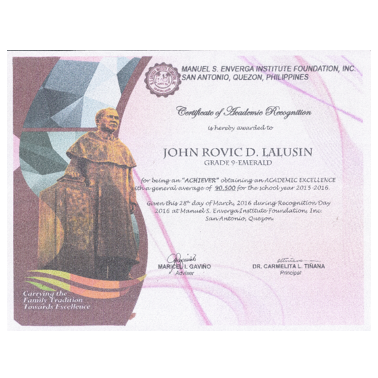 MANUEL S. ENVERGA INSTITUTE FOUNDATION, INC.
SAN ANTONIO, QUEZON, PHILIPPINES
Certificate of Academic Recognition
is hereby awarded to
JOHN ROVIC D. LALUSIN
GRADE 9-EMERALD
for being an "ACHIEVER" obtaining an ACADEMIC EXCELLENCE
with a general average of 90.500 for the school year 2015-2016.
Given this 28th day of March, 2016 during Recognition Day
2016 at Manuel S. Enverga Institute Foundation, Inc.
San Antonio, Quezon.
MARICEL I. GAVIÑO
Adviser
DR. CARMELITA L. TIÑANA
Principal
Carrying the
Family Tradition
Towards Excellence